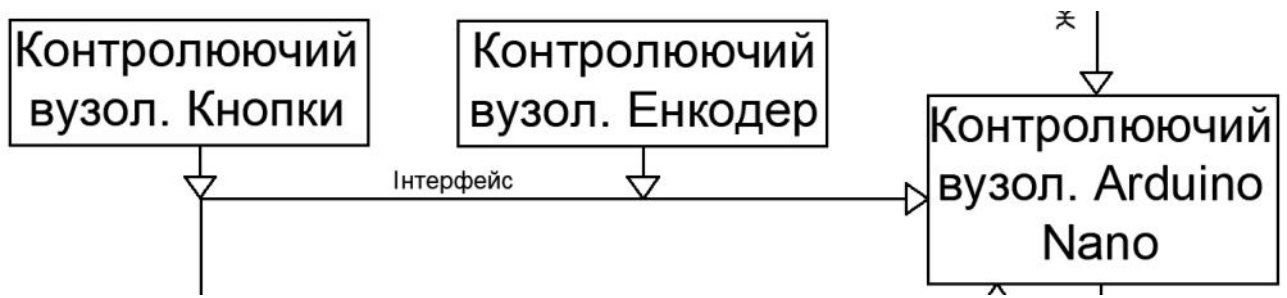 Контролюючий
вузол. Кнопки
Контролюючий
вузол. Енкодер
Контролюючий
вузол. Arduino
Nano
Інтерфейс